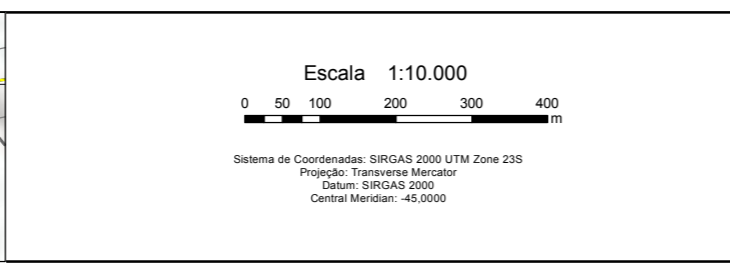 Escala 1:10.000
0 50 100 200 300 400
m
Sistema de Coordenadas: SIRGAS 2000 UTM Zone 23S
Projeção: Transverse Mercator
Datum: SIRGAS 2000
Central Meridian: -45,0000